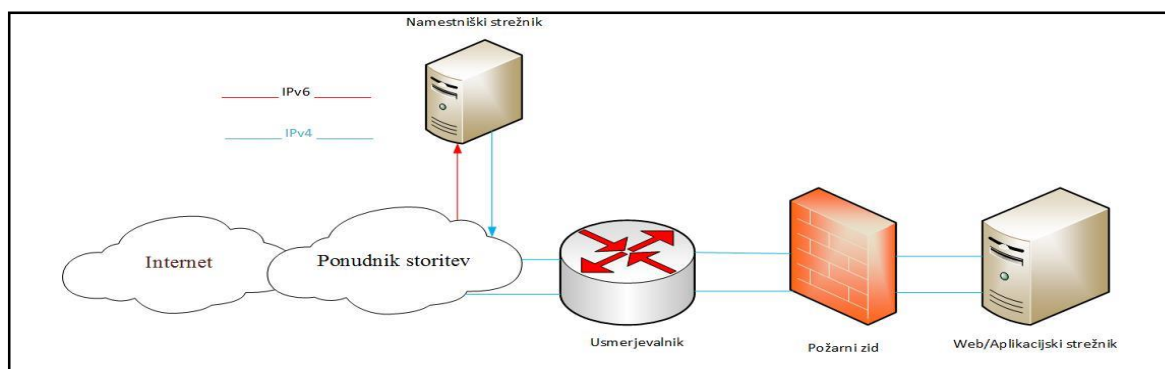 Namestniški strežnik
IPv6
IPv4
Internet
Ponudnik storitev
Usmerjevalnik
Požarni zid
Web/Aplikacijski strežnik